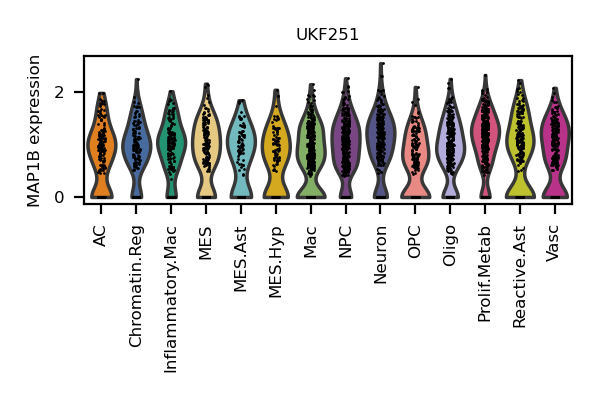 UKF251
MAP1B expression
2
0
AC
Chromatin.Reg
Inflammatory.Mac
MES
MES.Ast
MES.Hyp
Mac
NPC
Neuron
OPC
Oligo
Prolif.Metab
Reactive.Ast
Vasc